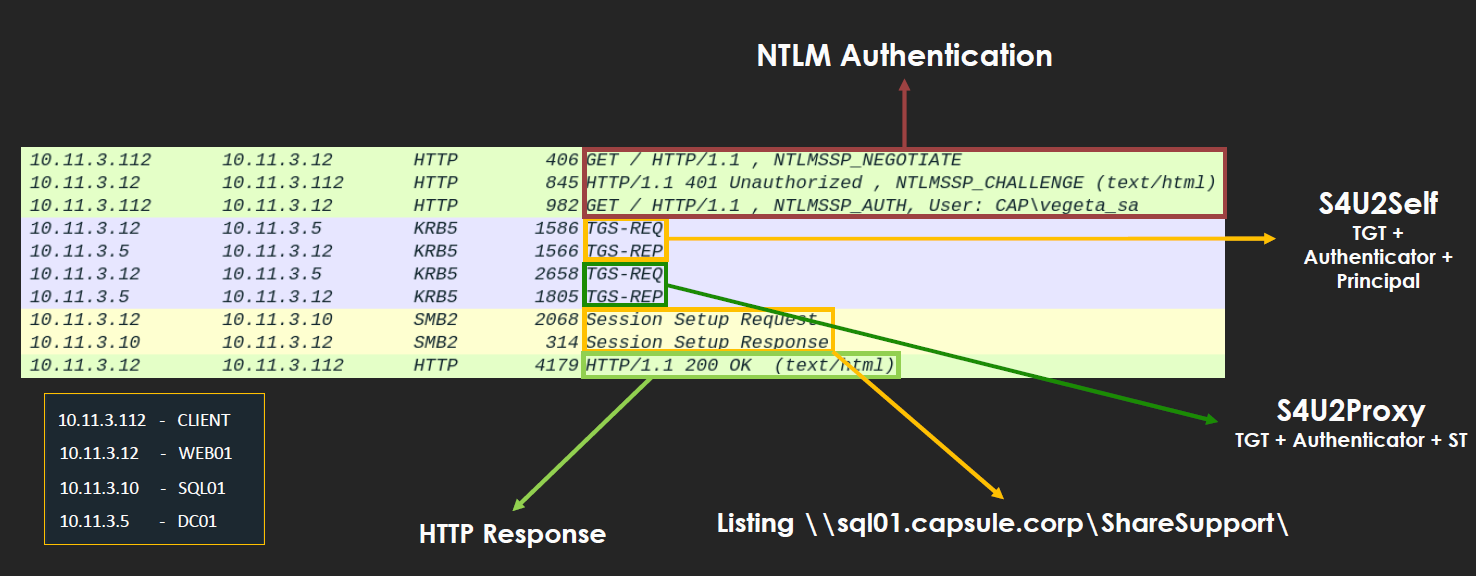 NTLM Authentication
10.11.3.112 10.11.3.12 HTTP 406 GET / HTTP/1.1 , NTLMSSP_NEGOTIATE
10.11.3.12 10.11.3.112 HTTP 845 HTTP/1.1 401 Unauthorized , NTLMSSP_CHALLENGE (text/html)
10.11.3.112 10.11.3.12 HTTP 982 GET / HTTP/1.1 , NTLMSSP_AUTH, User: CAP\vegeta_sa
10.11.3.12 10.11.3.5 KRB5 1586 TGS-REQ
10.11.3.5 10.11.3.12 KRB5 1566 TGS-REP
10.11.3.12 10.11.3.5 KRB5 2658 TGS-REQ
10.11.3.5 10.11.3.12 KRB5 1805 TGS-REP
10.11.3.12 10.11.3.10 SMB2 2068 Session Setup Request
10.11.3.10 10.11.3.12 SMB2 314 Session Setup Response
10.11.3.12 10.11.3.112 HTTP 4179 HTTP/1.1 200 OK (text/html)
S4U2Self
TGT +
Authenticator +
Principal
S4U2Proxy
TGT + Authenticator + ST
10.11.3.112 - CLIENT
10.11.3.12 - WEB01
10.11.3.10 - SQL01
10.11.3.5 - DC01
HTTP Response
Listing \\sql01.capsule.corp\ShareSupport\